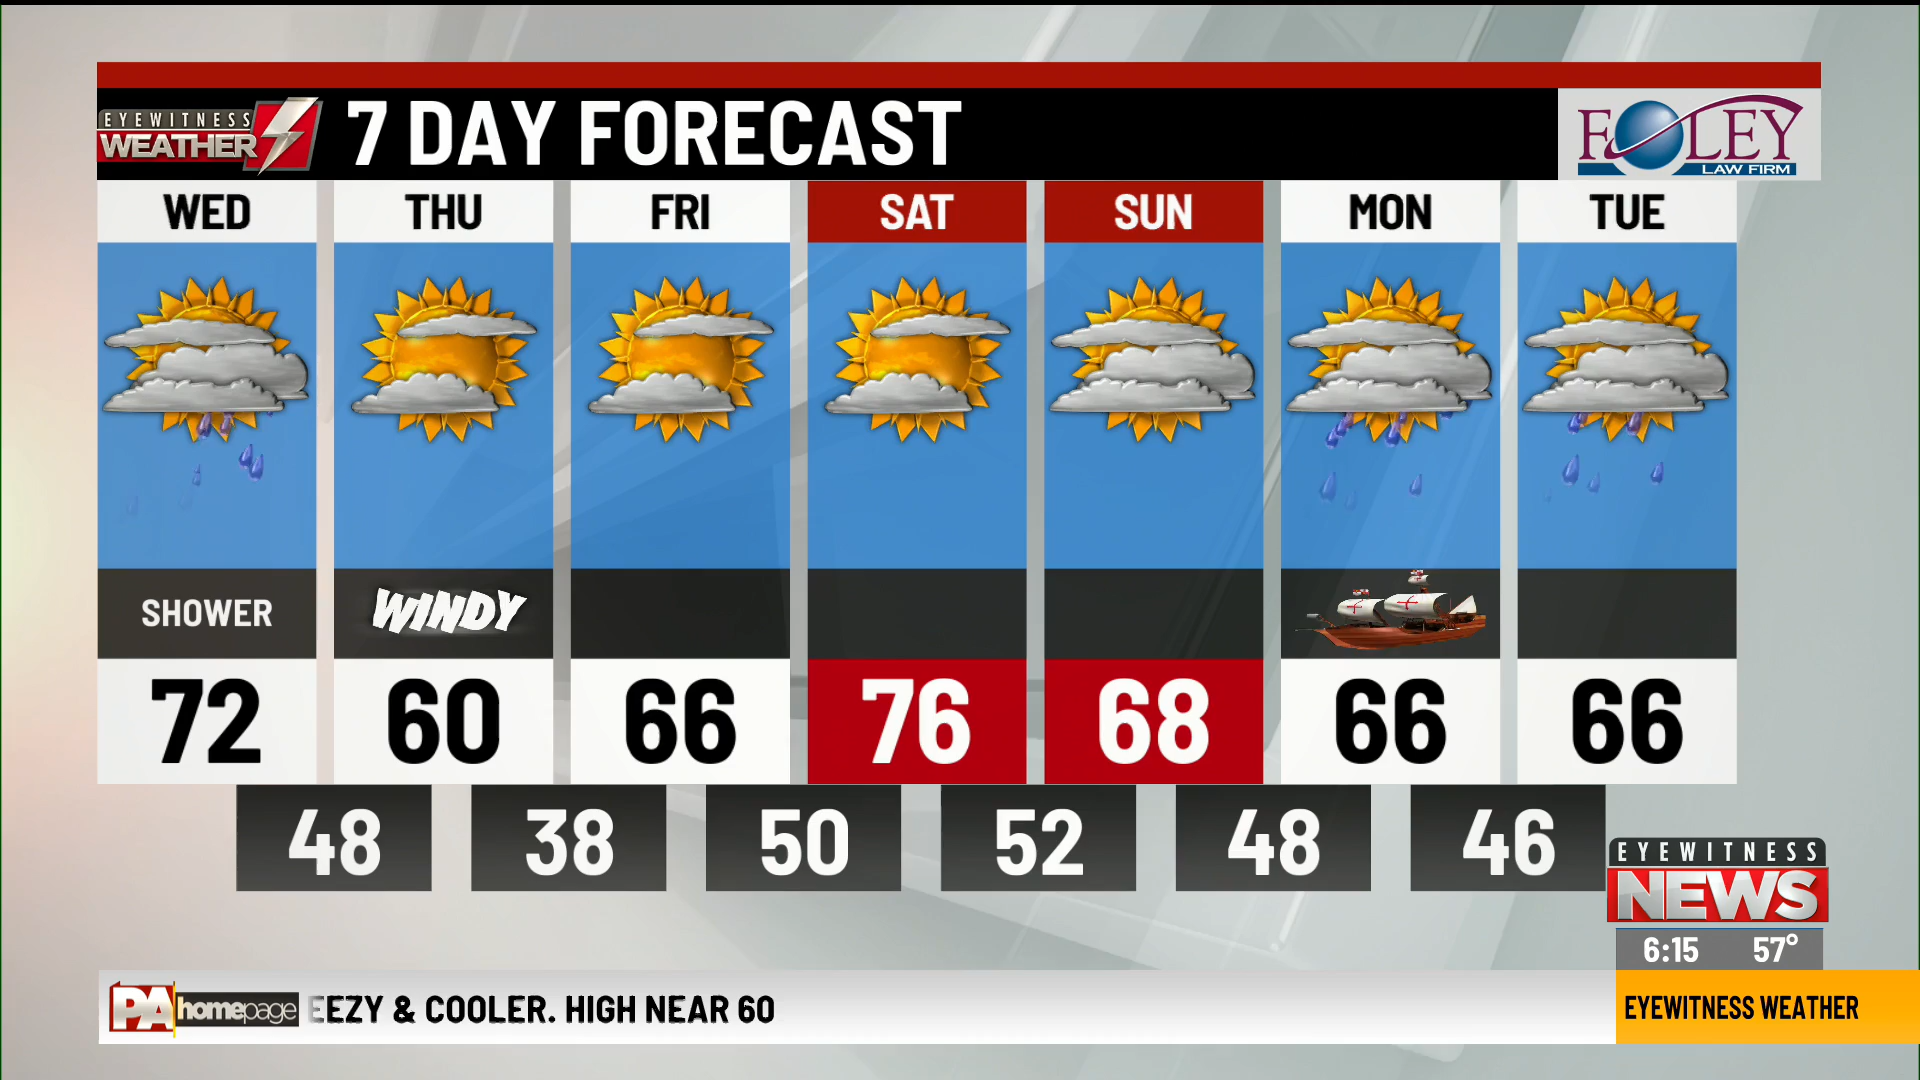 EYEWITNESS
WEATHER
7 DAY FORECAST
FOLEY
LAW FIRM
WED THU FRI SAT SUN MON TUE
SHOWER WINDY
72 60 66 76 68 66 66
48 38 50 52 48 46
EYEWITNESS
NEWS
6:15 57°
PA homepage EEZY & COOLER. HIGH NEAR 60
EYEWITNESS WEATHER